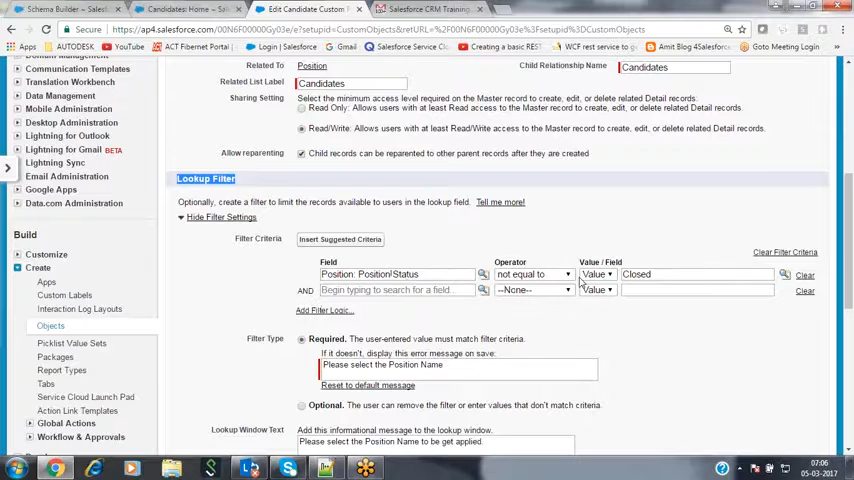 Schema Builder ~ Salesf
Candidates: Home ~ Sale
Edit Candidate Custom F
Salesforce CRM Training
Secure https://ap4.salesforce.com/00N6F00000Gy03e/e?setupid=CustomObjects&retURL=%2F00N6F00000Gy03e%3Fsetupid%3DCustomObjects
Apps AUTODESK YouTube ACT Fibernet Portal Login | Salesforce Salesforce Service Clou Creating a basic REST WCF rest service to get Amit Blog 4Salesforce Goto Meeting Login
Communication Templates
Translation Workbench
Data Management
Mobile Administration
Desktop Administration
Lightning for Outlook
Lightning for Gmail BETA
Lightning Sync
Email Administration
Google Apps
Data.com Administration
Build
Customize
Create
Apps
Custom Labels
Interaction Log Layouts
Objects
Picklist Value Sets
Packages
Report Types
Tabs
Service Cloud Launch Pad
Action Link Templates
Global Actions
Workflow & Approvals
Related To Position Child Relationship Name Candidates
Related List Label Candidates
Sharing Setting Select the minimum access level required on the Master record to create, edit, or delete related Detail records:
Read Only: Allows users with at least Read access to the Master record to create, edit, or delete related Detail records.
Read/Write: Allows users with at least Read/Write access to the Master record to create, edit, or delete related Detail records.
Allow reparenting Child records can be reparented to other parent records after they are created
Lookup Filter
Optionally, create a filter to limit the records available to users in the lookup field. Tell me more!
Hide Filter Settings
Filter Criteria Insert Suggested Criteria
Clear Filter Criteria
Field Operator Value / Field
Position: Position Status not equal to Value Closed Clear
AND Begin typing to search for a field... --None-- Value Clear
Add Filter Logic...
Filter Type Required. The user-entered value must match filter criteria.
If it doesn't, display this error message on save:
Please select the Position Name
Reset to default message
Optional. The user can remove the filter or enter values that don't match criteria.
Lookup Window Text Add this informational message to the lookup window.
Please select the Position Name to be get applied.
07:06
05-03-2017